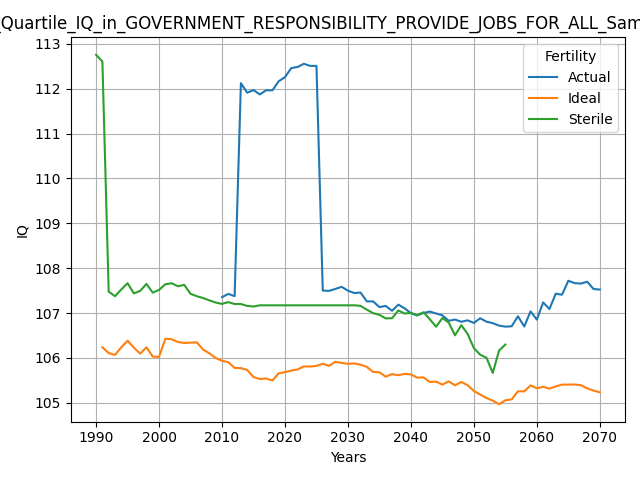 Quartile_IQ_in_GOVERNMENT_RESPONSIBILITY_PROVIDE_JOBS_FOR_ALL_Sam
113
112
111
110
109
108
107
106
105
IQ
Fertility
Actual
Ideal
Sterile
1990 2000 2010 2020 2030 2040 2050 2060 2070
Years